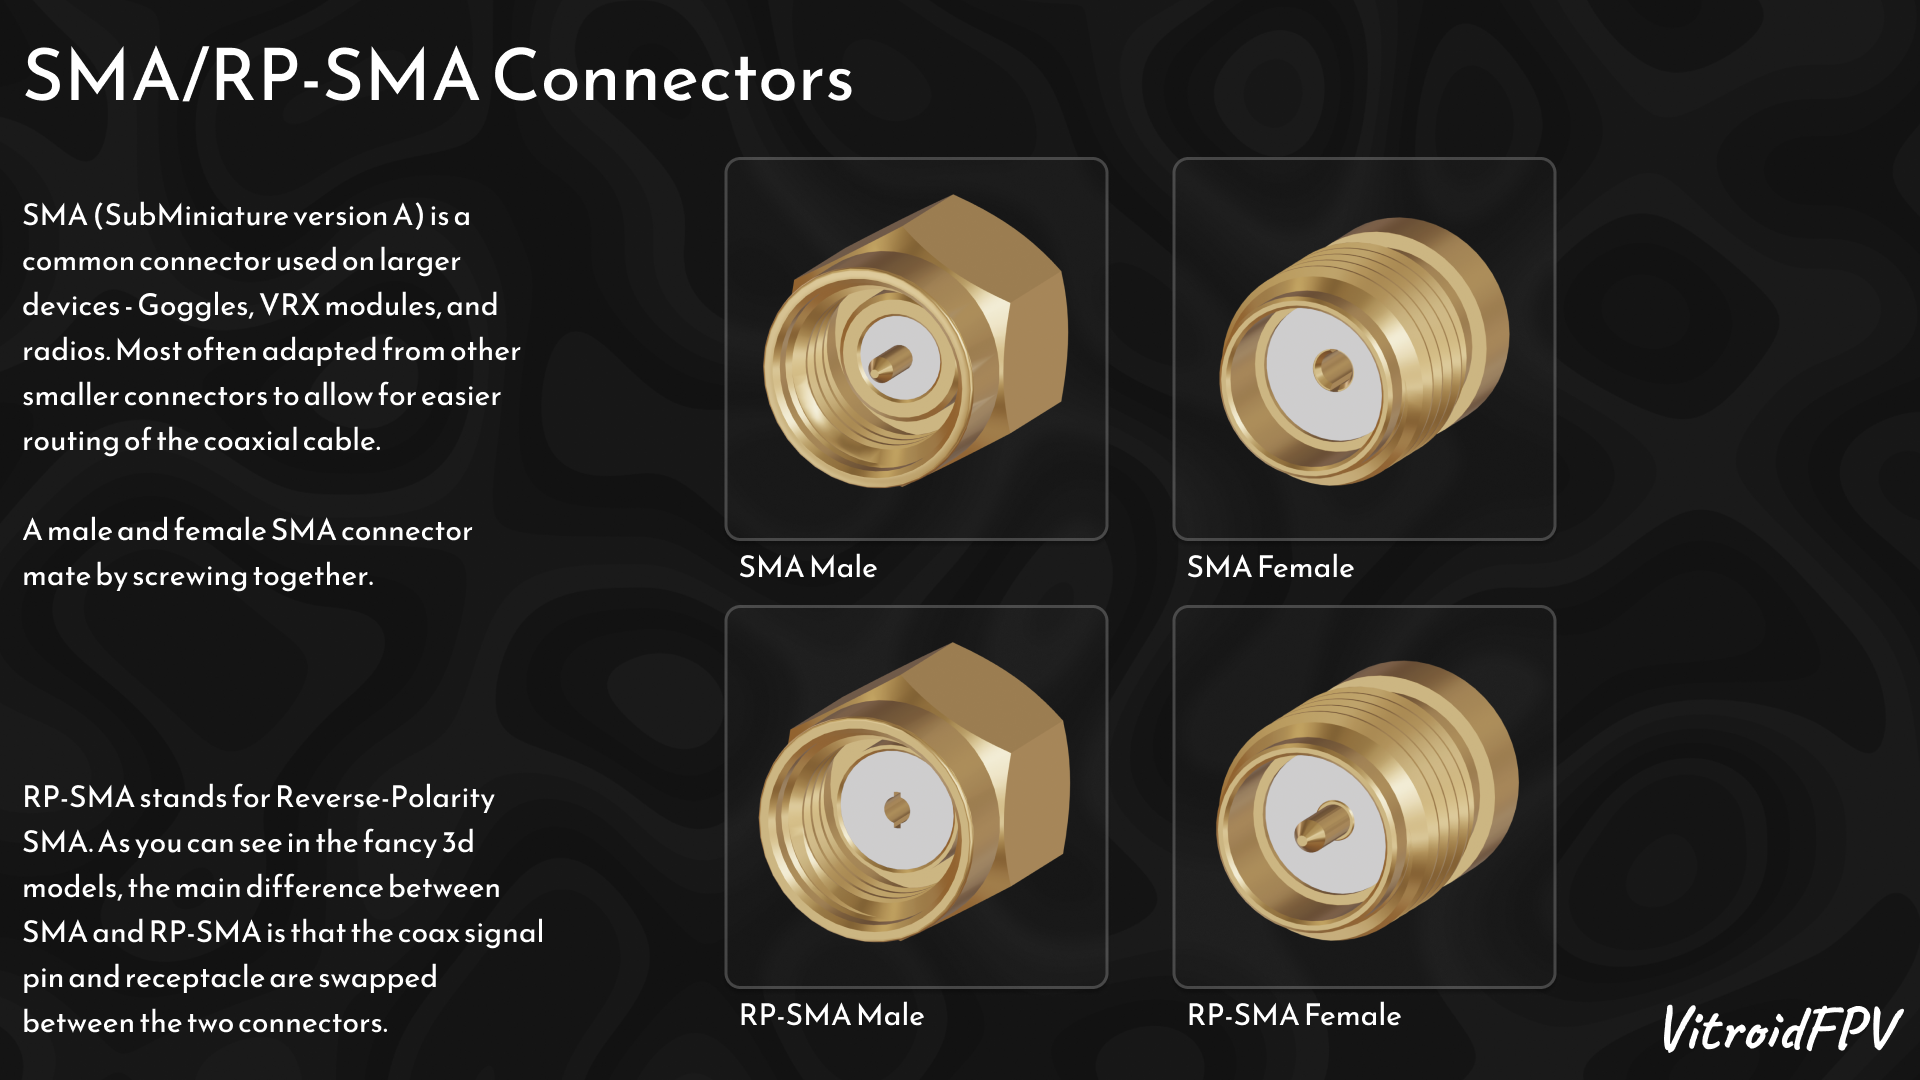 SMA/RP-SMA Connectors
SMA (SubMiniature version A) is a
common connector used on larger
devices - Goggles, VRX modules, and
radios. Most often adapted from other
smaller connectors to allow for easier
routing of the coaxial cable.
A male and female SMA connector
mate by screwing together.
RP-SMA stands for Reverse-Polarity
SMA. As you can see in the fancy 3d
models, the main difference between
SMA and RP-SMA is that the coax signal
pin and receptacle are swapped
between the two connectors.
SMA Male
SMA Female
RP-SMA Male
RP-SMA Female
VitroidFPV